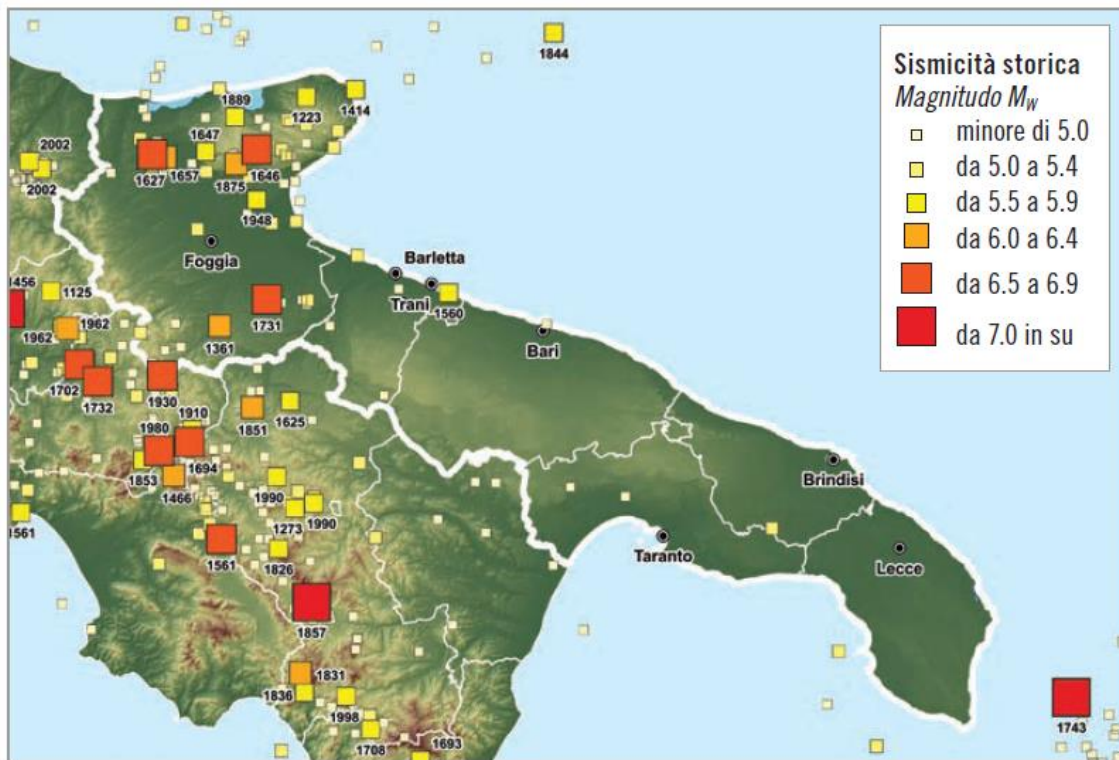 1844
Sismicità storica
Magnitudo Mw
minore di 5.0
da 5.0 a 5.4
da 5.5 a 5.9
da 6.0 a 6.4
da 6.5 a 6.9
da 7.0 in su
1889
1223
1414
1647
2002
2002
1627
1657
1875
1646
1948
Foggia
Barletta
Trani
1560
Bari
1456
1125
1962
1962
1731
1361
1702
1732
1930
1910
1851
1625
1980
1694
1853
1466
1990
1273
1990
1561
1561
1826
Brindisi
Taranto
Lecce
1857
1831
1836
1998
1708
1693
1743